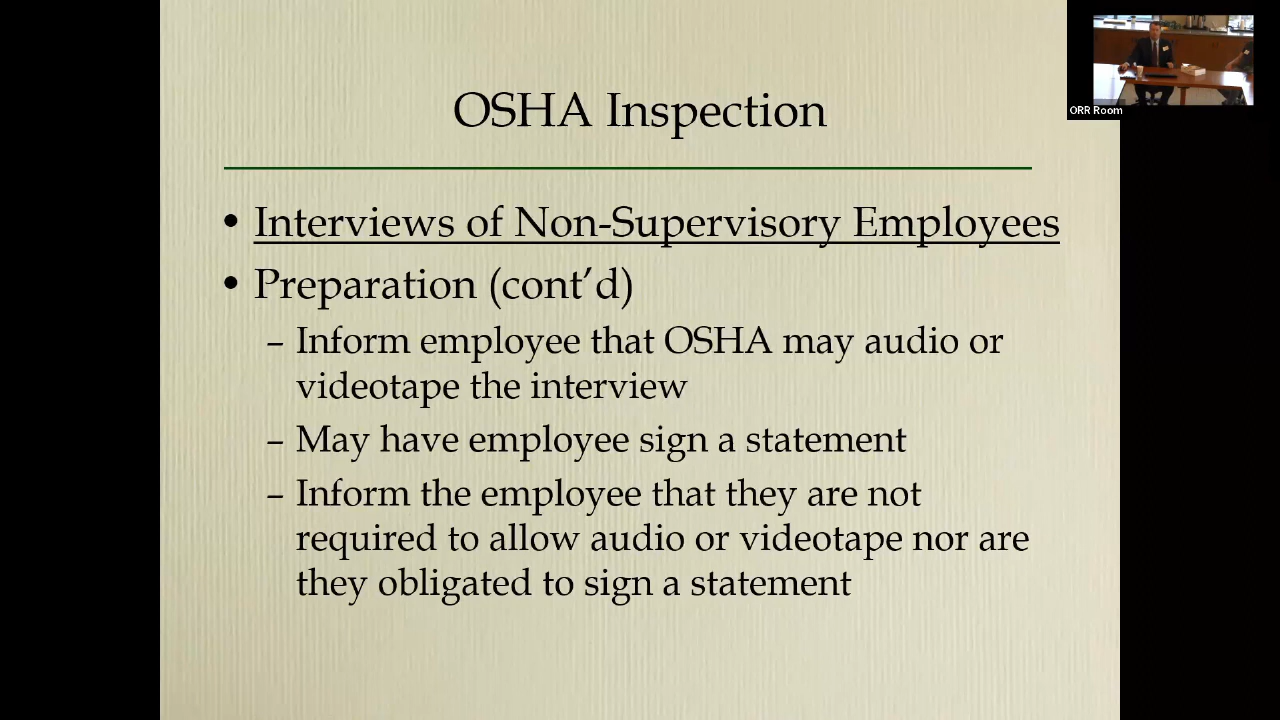 OSHA Inspection
ORR Room
• Interviews of Non-Supervisory Employees
• Preparation (cont’d)
– Inform employee that OSHA may audio or
videotape the interview
– May have employee sign a statement
– Inform the employee that they are not
required to allow audio or videotape nor are
they obligated to sign a statement